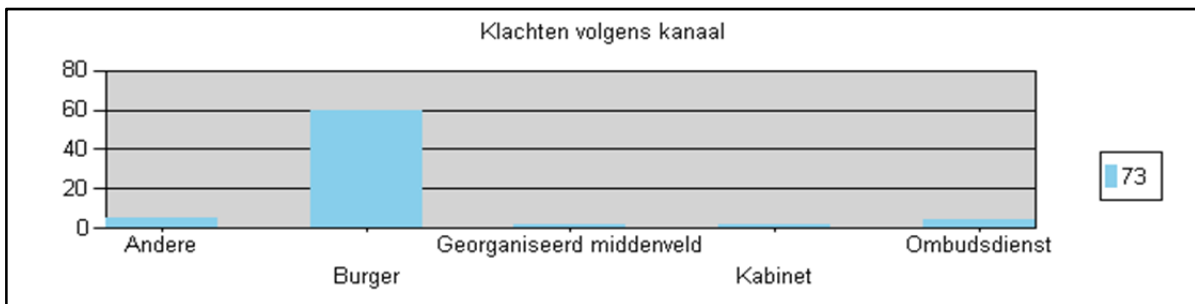 Klachten volgens kanaal
80
60
40
20
0
Andere
Burger
Georganiseerd middenveld
Kabinet
Ombudsdienst
73